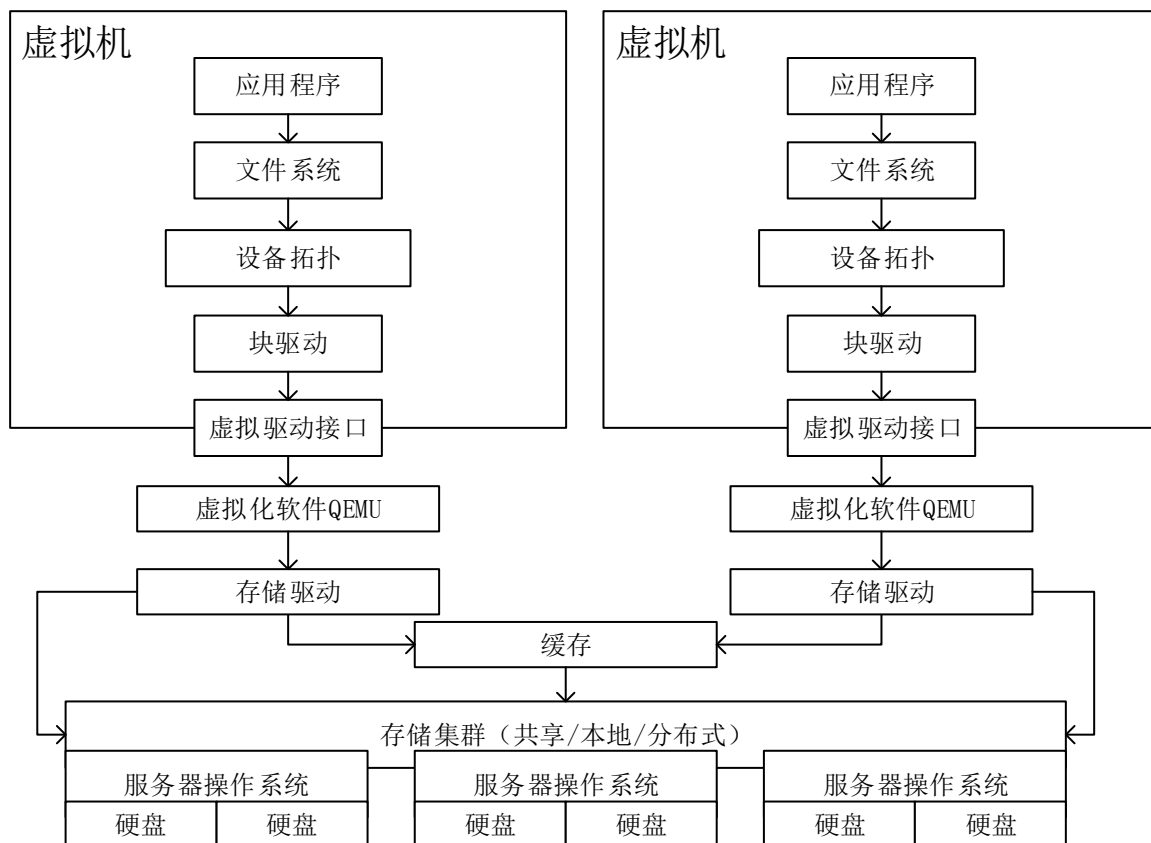 虚拟机
虚拟机
应用程序
应用程序
文件系统
文件系统
设备拓扑
设备拓扑
块驱动
块驱动
虚拟驱动接口
虚拟驱动接口
虚拟化软件QEMU
虚拟化软件QEMU
存储驱动
存储驱动
缓存
存储集群（共享/本地/分布式）
服务器操作系统
服务器操作系统
服务器操作系统
硬盘
硬盘
硬盘
硬盘
硬盘
硬盘